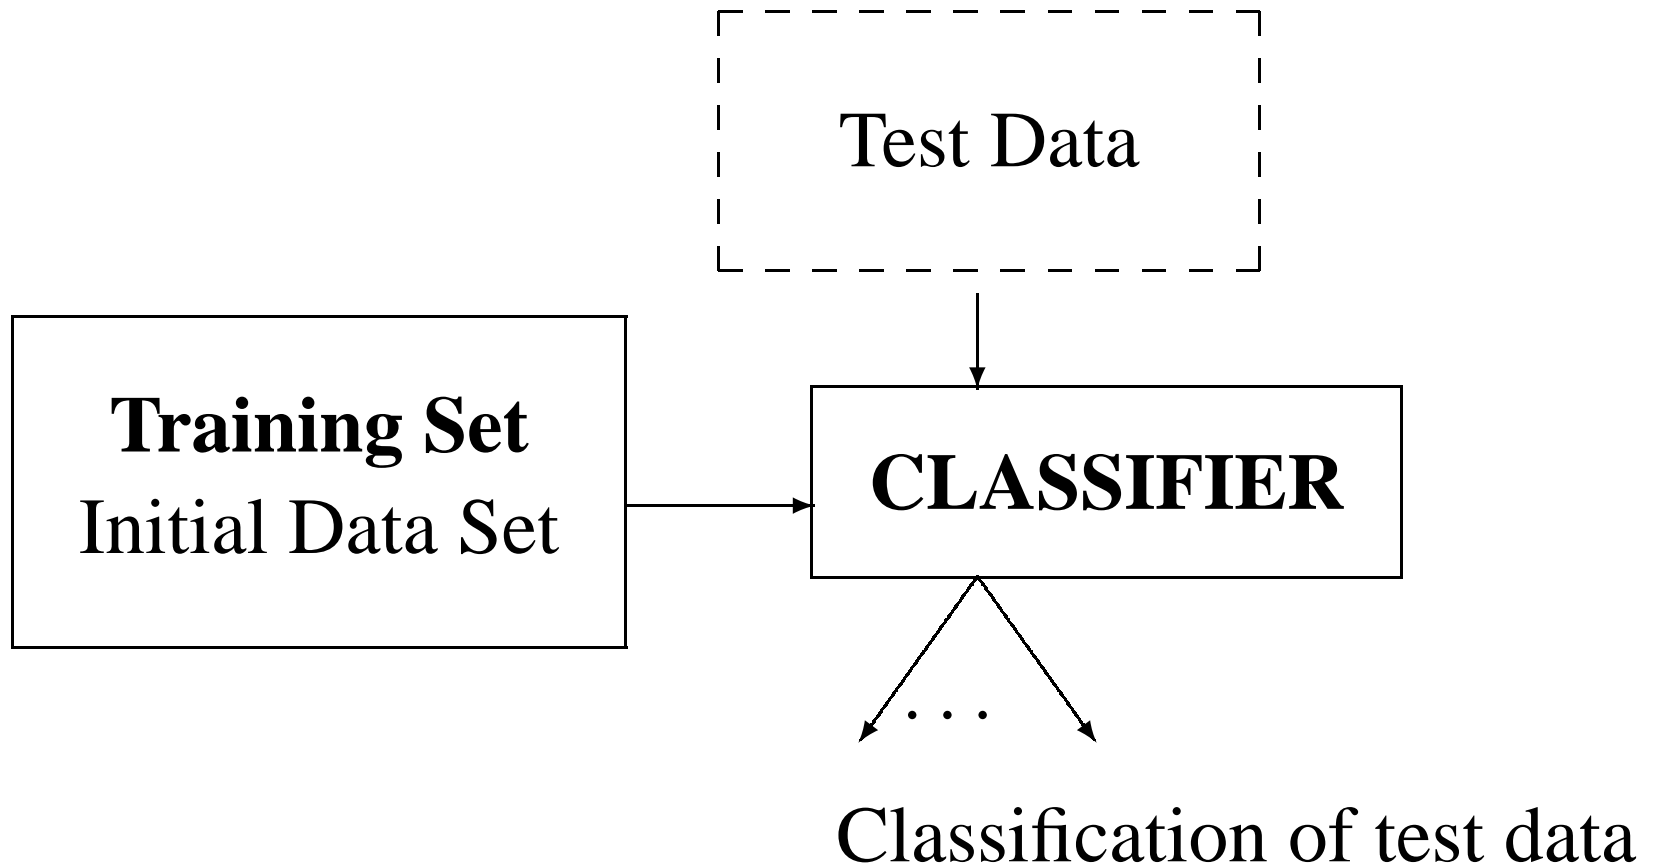 Test Data
Training Set
Initial Data Set
CLASSIFIER
. . .
Classification of test data